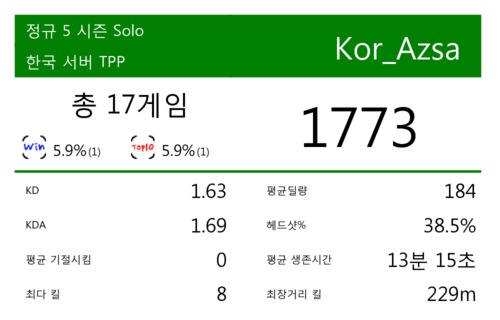 정규 5 시즌 Solo
한국 서버 TPP
Kor_Azsa
총 17게임
Win 5.9%(1) Top10 5.9%(1)
1773
KD 1.63
평균딜량 184
KDA 1.69
헤드샷% 38.5%
평균 기절시킴 0
평균 생존시간 13분 15초
최다 킬 8
최장거리 킬 229m